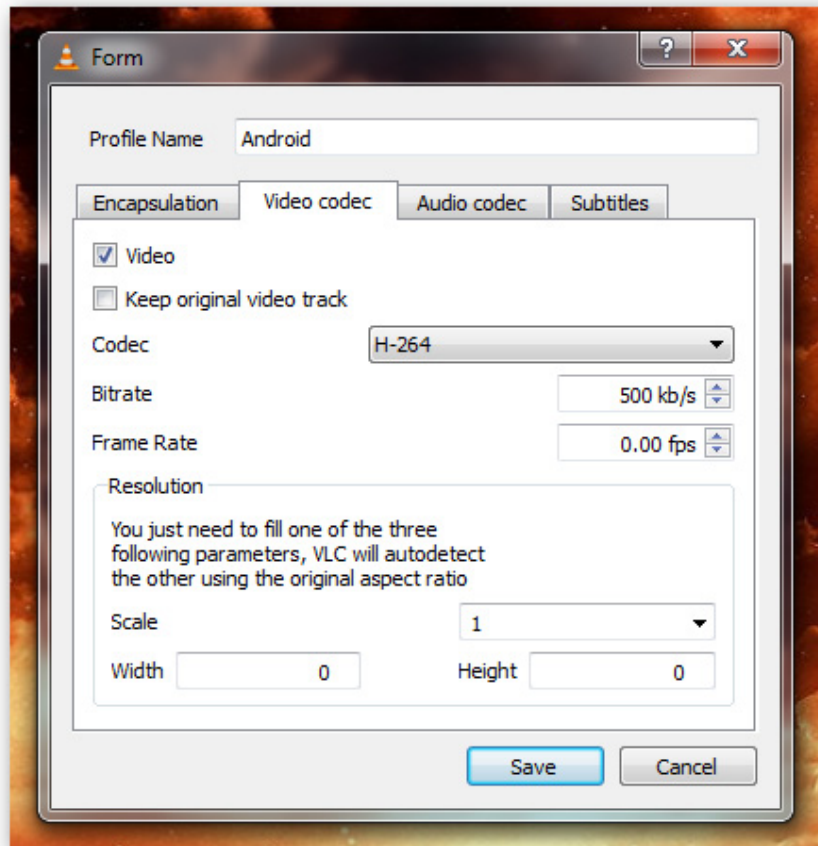 Form
?
X
Profile Name Android
Encapsulation Video codec Audio codec Subtitles
Video
Keep original video track
Codec H-264
Bitrate 500 kb/s
Frame Rate 0.00 fps
Resolution
You just need to fill one of the three
following parameters, VLC will autodetect
the other using the original aspect ratio
Scale 1
Width 0 Height 0
Save Cancel